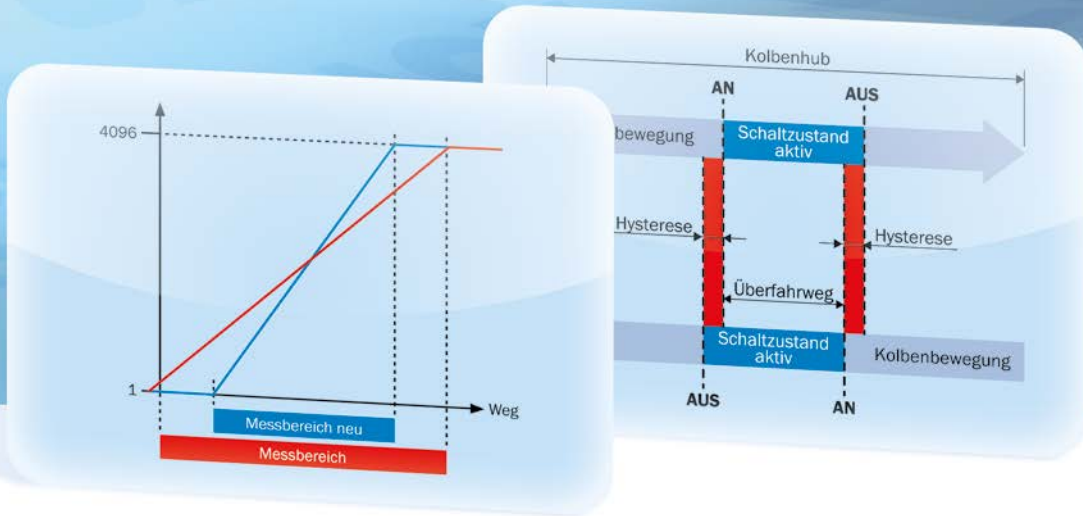 4096
1
Weg
Messbereich neu
Messbereich
Kolbenhub
AN
AUS
bewegung
Schaltzustand
aktiv
Hysterese
Hysterese
Überfahrweg
Schaltzustand
aktiv
Kolbenbewegung
AUS
AN